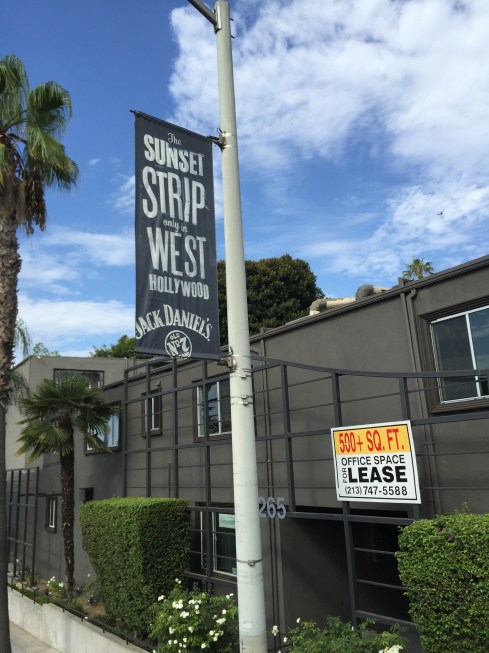 The
SUNSET
STRIP
only in
WEST
HOLLYWOOD
JACK DANIEL'S
OLD
No. 7
500+ SQ. FT.
OFFICE SPACE
FOR LEASE
(213) 747-5588
265